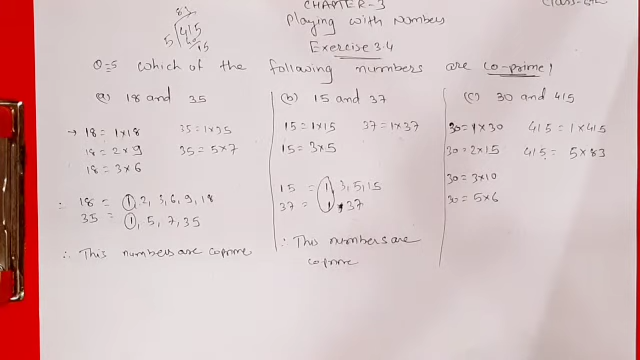 CHAPTER-3
Playing with Numbers
Exercise 3.4
83
5 415
40
15
Q:5 Which of the following numbers are co-prime?
(a) 18 and 35
→ 18 = 1×18 35 = 1×35
18 = 2×9 35 = 5×7
18 = 3×6
∴ 18 = 1, 2, 3, 6, 9, 18
35 = 1, 5, 7, 35
∴ This numbers are coprime
(b) 15 and 37
15 = 1×15 37 = 1×37
15 = 3×5
15 = 1, 3, 5, 15
37 = 1, 37
∴ This numbers are
coprime
(c) 30 and 415
30 = 1×30 415 = 1×415
30 = 2×15 415 = 5×83
30 = 3×10
30 = 5×6